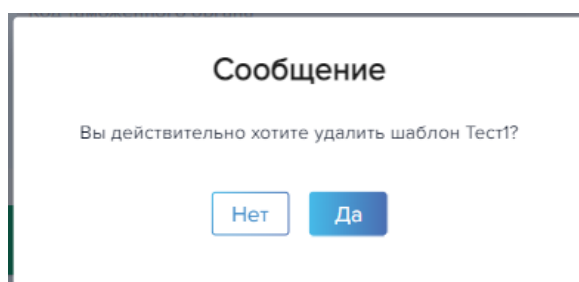 Сообщение
Вы действительно хотите удалить шаблон Тест1?
Нет
Да